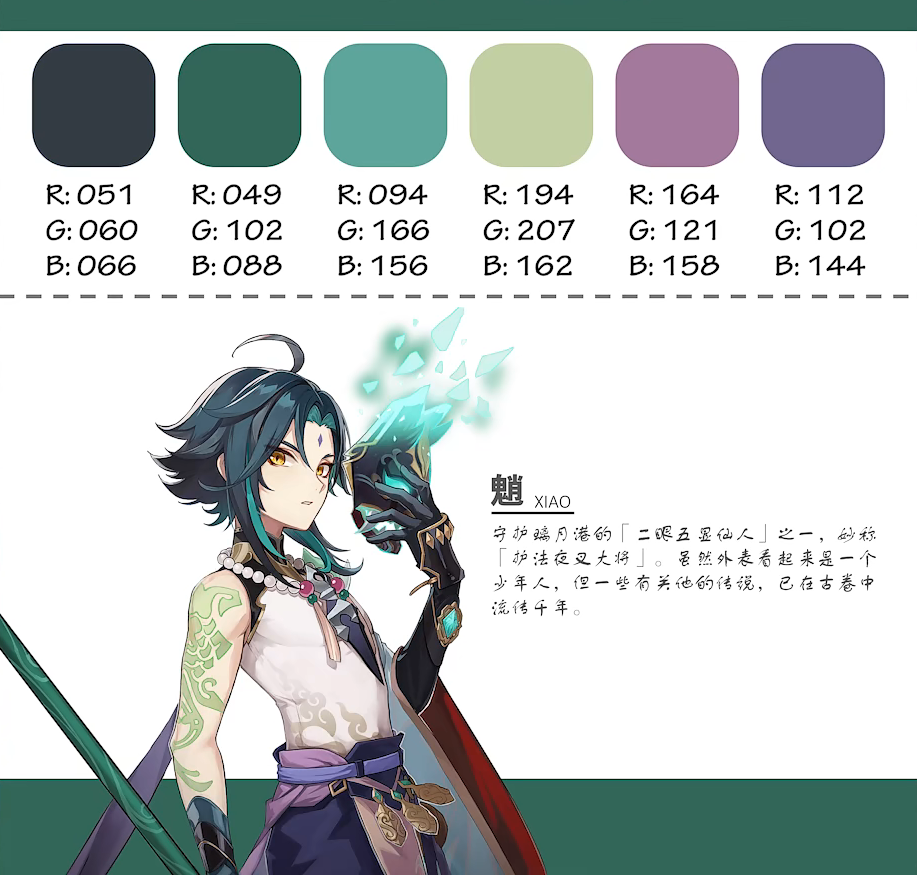 R: 051 R: 049 R: 094 R: 194 R: 164 R: 112
G: 060 G: 102 G: 166 G: 207 G: 121 G: 102
B: 066 B: 088 B: 156 B: 162 B: 158 B: 144
魈 XIAO
守护璃月港的「三眼五显仙人」之一，妙称
「护法夜叉大将」。虽然外表看起来是一个
少年人，但一些有关他的传说，已在古卷中
流传千年。